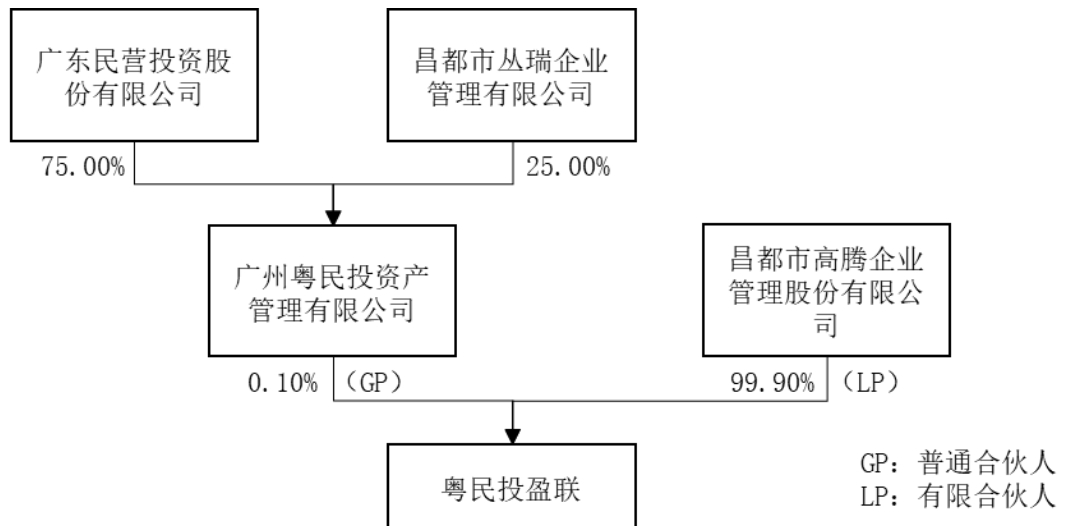 广东民营投资股
份有限公司
昌都市丛瑞企业
管理有限公司
75.00%
25.00%
广州粤民投资产
管理有限公司
昌都市高腾企业
管理股份有限公
司
0.10%
（GP）
99.90%
（LP）
粤民投盈联
GP：普通合伙人
LP：有限合伙人